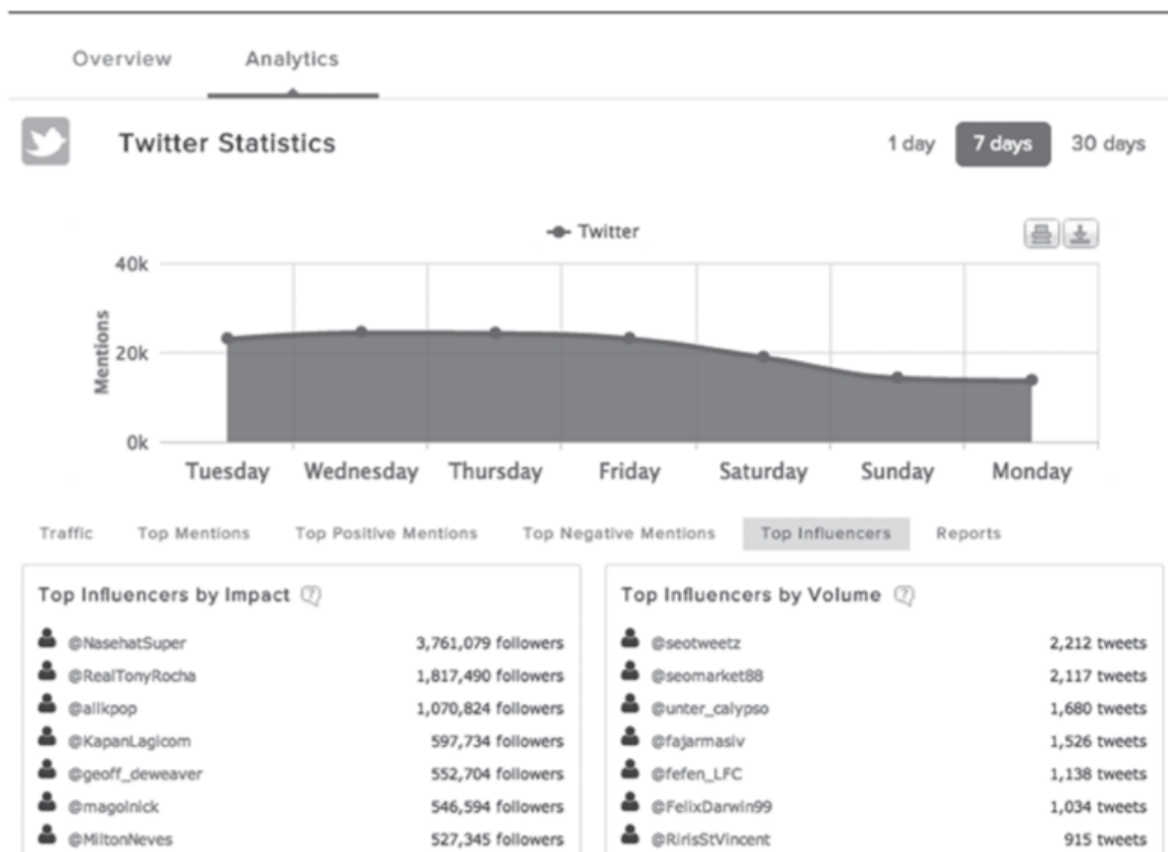 Overview Analytics
Twitter Statistics 1 day 7 days 30 days
Twitter
40k
Mentions
20k
0k
Tuesday Wednesday Thursday Friday Saturday Sunday Monday
Traffic Top Mentions Top Positive Mentions Top Negative Mentions Top Influencers Reports
Top Influencers by Impact ?
@NasehatSuper 3,761,079 followers
@RealTonyRocha 1,817,490 followers
@allkpop 1,070,824 followers
@KapanLagicom 597,734 followers
@geoff_deweaver 552,704 followers
@magolnick 546,594 followers
@MiltonNeves 527,345 followers
Top Influencers by Volume ?
@seotweetz 2,212 tweets
@seomarket88 2,117 tweets
@unter_calypso 1,680 tweets
@fajarmasiv 1,526 tweets
@fefen_LFC 1,138 tweets
@FelixDarwin99 1,034 tweets
@RirisStVincent 915 tweets